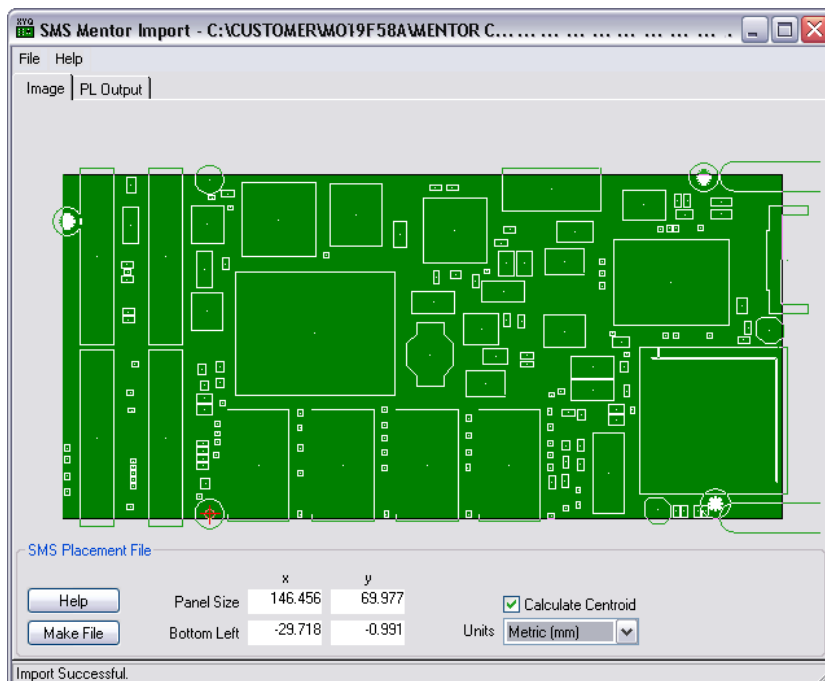 SMS Mentor Import - C:\CUSTOMER\MO19F58A\MENTOR C... ... ... ... ... ... ... ... ... .
File Help
Image PL Output
SMS Placement File
x y
Help Panel Size 146.456 69.977 Calculate Centroid
Make File Bottom Left -29.718 -0.991 Units Metric (mm)
Import Successful.